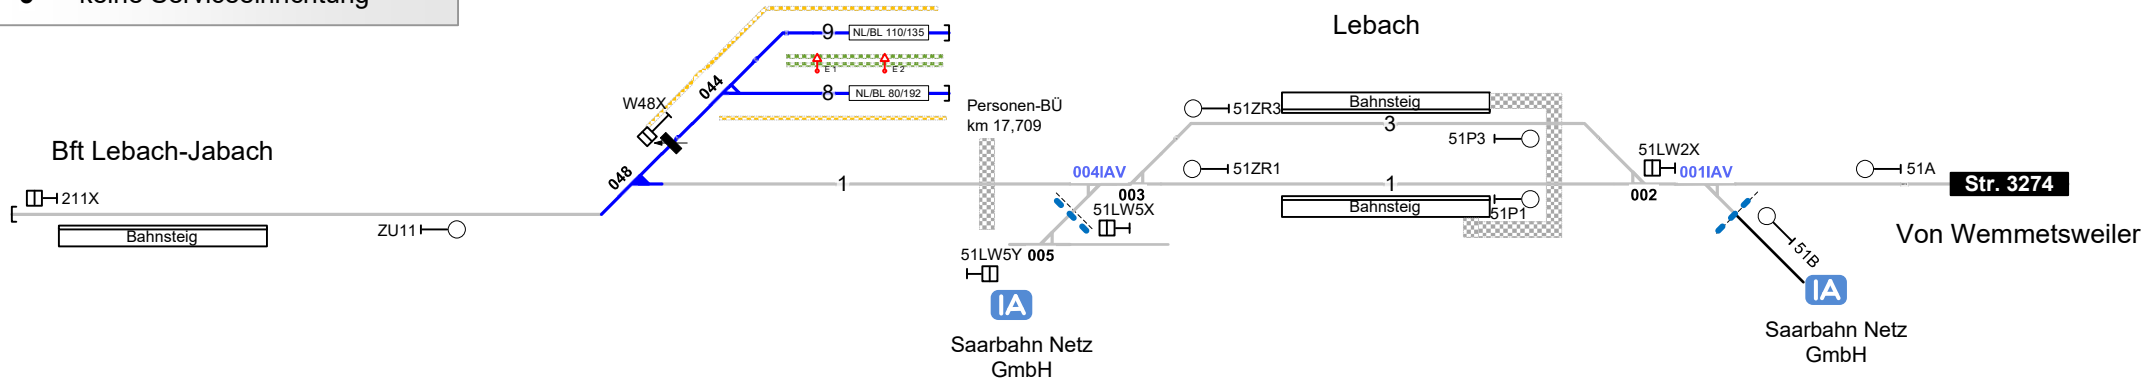 keine Serviceeinrichtung
Lebach
9
NL/BL 110/135
E 1
E 2
044
8
NL/BL 80/192
W48X
Personen-BÜ
km 17,709
51ZR3
Bahnsteig
3
51P3
Bft Lebach-Jabach
048
1
004IAV
003
51ZR1
1
51LW2X
001IAV
002
51A
Str. 3274
211X
Bahnsteig
ZU11
51LW5X
Bahnsteig
51P1
51B
Von Wemmetsweiler
51LW5Y
005
IA
Saarbahn Netz
GmbH
IA
Saarbahn Netz
GmbH